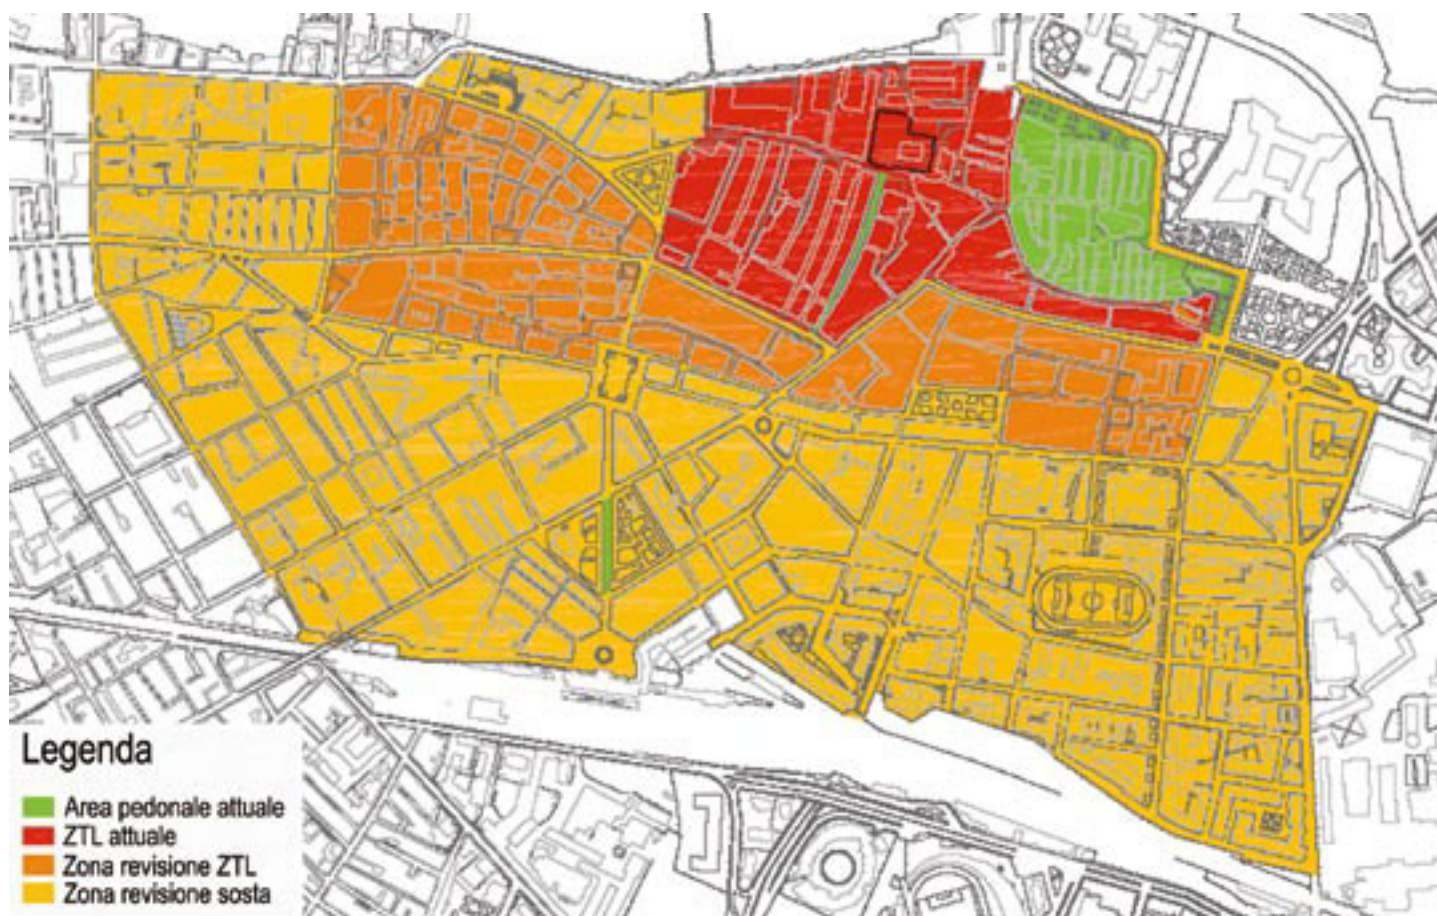 Legenda
Area pedonale attuale
ZTL attuale
Zona revisione ZTL
Zona revisione sosta